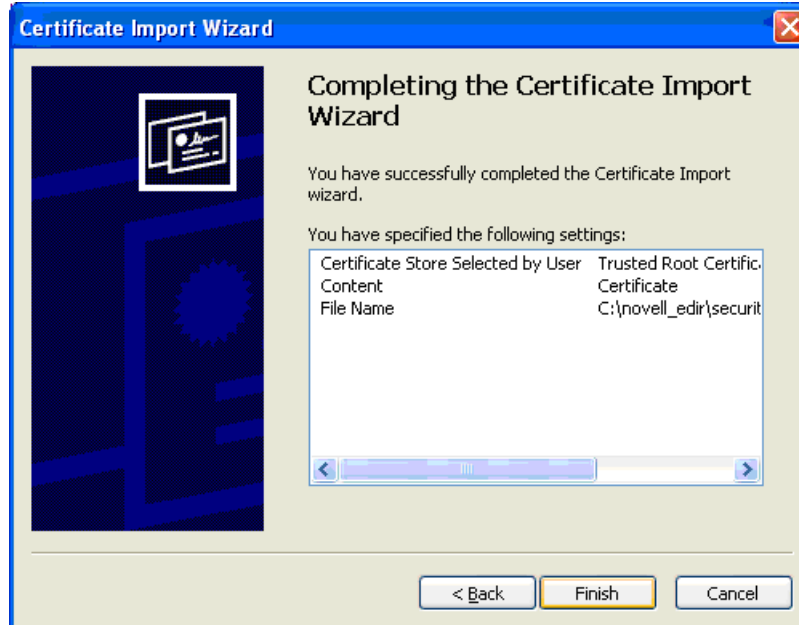 Certificate Import Wizard
Completing the Certificate Import
Wizard
You have successfully completed the Certificate Import
wizard.
You have specified the following settings:
Certificate Store Selected by User Trusted Root Certific
Content Certificate
File Name C:\novell_edir\securit
< Back Finish Cancel